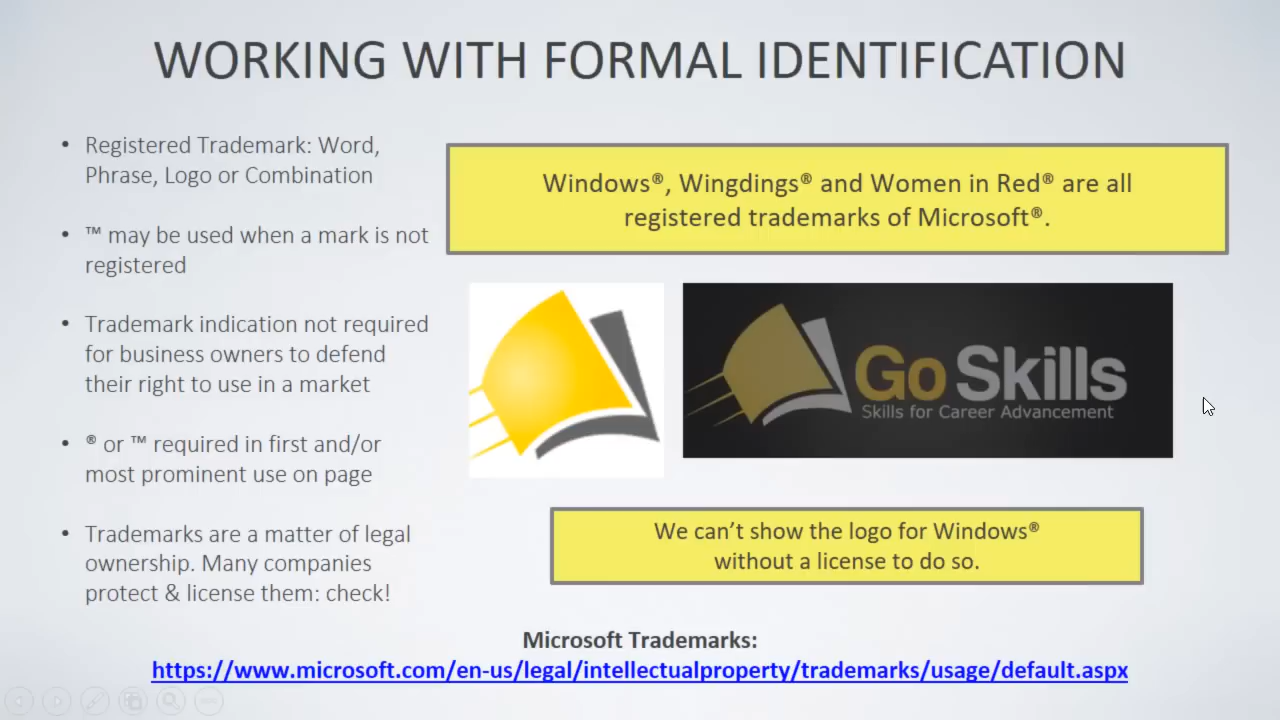 WORKING WITH FORMAL IDENTIFICATION
• Registered Trademark: Word,
Phrase, Logo or Combination
• ™ may be used when a mark is not
registered
• Trademark indication not required
for business owners to defend
their right to use in a market
• ® or ™ required in first and/or
most prominent use on page
• Trademarks are a matter of legal
ownership. Many companies
protect & license them: check!
Windows®, Wingdings® and Women in Red® are all
registered trademarks of Microsoft®.
Go Skills
Skills for Career Advancement
We can’t show the logo for Windows®
without a license to do so.
Microsoft Trademarks:
https://www.microsoft.com/en-us/legal/intellectualproperty/trademarks/usage/default.aspx